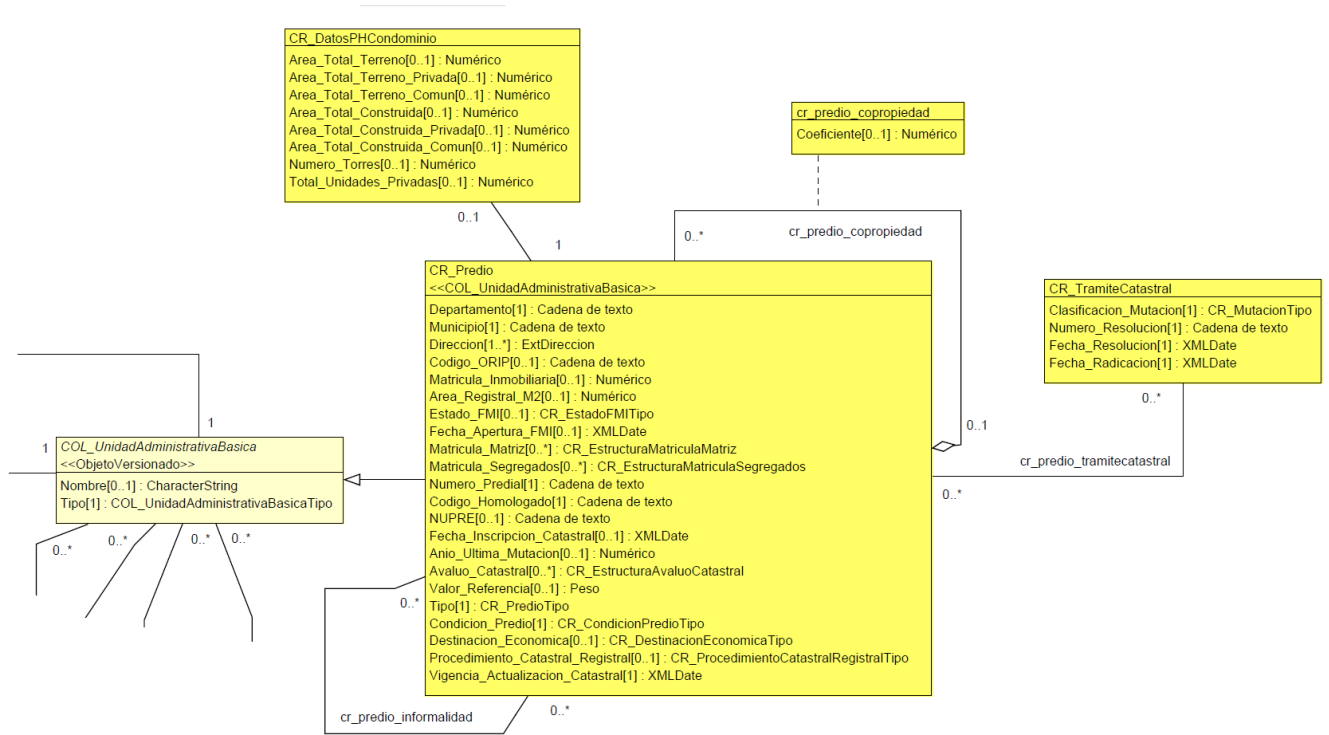 CR_DatosPHCondominio
Area_Total_Terreno[0..1] : Numérico
Area_Total_Terreno_Privada[0..1] : Numérico
Area_Total_Terreno_Comun[0..1] : Numérico
Area_Total_Construida[0..1] : Numérico
Area_Total_Construida_Privada[0..1] : Numérico
Area_Total_Construida_Comun[0..1] : Numérico
Numero_Torres[0..1] : Numérico
Total_Unidades_Privadas[0..1] : Numérico
0..1
1
cr_predio_copropiedad
Coeficiente[0..1] : Numérico
0..*
cr_predio_copropiedad
0..1
CR_Predio
<<COL_UnidadAdministrativaBasica>>
Departamento[1] : Cadena de texto
Municipio[1] : Cadena de texto
Direccion[1..*] : ExtDireccion
Codigo_ORIP[0..1] : Cadena de texto
Matricula_Inmobiliaria[0..1] : Numérico
Area_Registral_M2[0..1] : Numérico
Estado_FMI[0..1] : CR_EstadoFMITipo
Fecha_Apertura_FMI[0..1] : XMLDate
Matricula_Matriz[0..*] : CR_EstructuraMatriculaMatriz
Matricula_Segregados[0..*] : CR_EstructuraMatriculaSegregados
Numero_Predial[1] : Cadena de texto
Codigo_Homologado[1] : Cadena de texto
NUPRE[0..1] : Cadena de texto
Fecha_Inscripcion_Catastral[0..1] : XMLDate
Anio_Ultima_Mutacion[0..1] : Numérico
Avaluo_Catastral[0..*] : CR_EstructuraAvaluoCatastral
Valor_Referencia[0..1] : Peso
Tipo[1] : CR_PredioTipo
Condicion_Predio[1] : CR_CondicionPredioTipo
Destinacion_Economica[0..1] : CR_DestinacionEconomicaTipo
Procedimiento_Catastral_Registral[0..1] : CR_ProcedimientoCatastralRegistralTipo
Vigencia_Actualizacion_Catastral[1] : XMLDate
CR_TramiteCatastral
Clasificacion_Mutacion[1] : CR_MutacionTipo
Numero_Resolucion[1] : Cadena de texto
Fecha_Resolucion[1] : XMLDate
Fecha_Radicacion[1] : XMLDate
0..*
cr_predio_tramitecatastral
0..*
1
1
COL_UnidadAdministrativaBasica
<<ObjetoVersionado>>
Nombre[0..1] : CharacterString
Tipo[1] : COL_UnidadAdministrativaBasicaTipo
0..*
0..*
0..*
0..*
0..*
cr_predio_informalidad
0..*